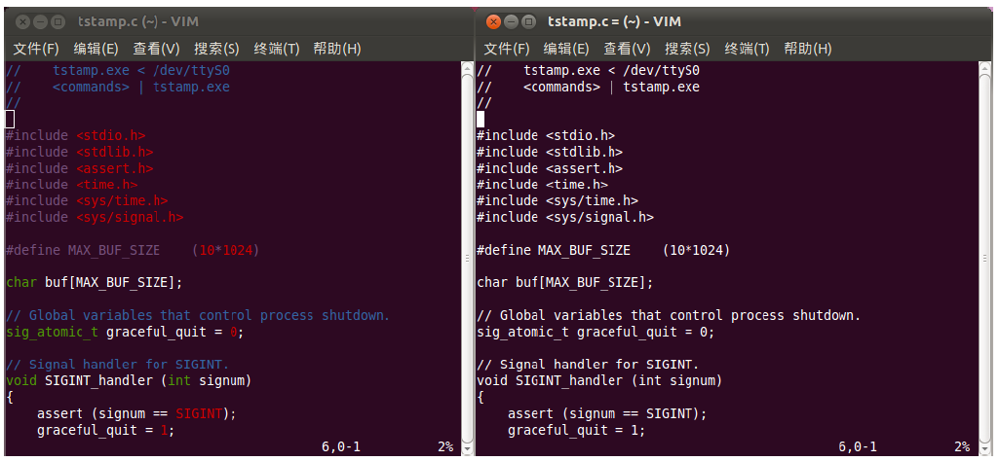 tstamp.c (~) - VIM
文件(F) 编辑(E) 查看(V) 搜索(S) 终端(T) 帮助(H)
//    tstamp.exe < /dev/ttyS0
//    <commands> | tstamp.exe
//
#include <stdio.h>
#include <stdlib.h>
#include <assert.h>
#include <time.h>
#include <sys/time.h>
#include <sys/signal.h>
#define MAX_BUF_SIZE    (10*1024)
char buf[MAX_BUF_SIZE];
// Global variables that control process shutdown.
sig_atomic_t graceful_quit = 0;
// Signal handler for SIGINT.
void SIGINT_handler (int signum)
{
    assert (signum == SIGINT);
    graceful_quit = 1;
6,0-1 2%
tstamp.c = (~) - VIM
文件(F) 编辑(E) 查看(V) 搜索(S) 终端(T) 帮助(H)
//    tstamp.exe < /dev/ttyS0
//    <commands> | tstamp.exe
//
#include <stdio.h>
#include <stdlib.h>
#include <assert.h>
#include <time.h>
#include <sys/time.h>
#include <sys/signal.h>
#define MAX_BUF_SIZE    (10*1024)
char buf[MAX_BUF_SIZE];
// Global variables that control process shutdown.
sig_atomic_t graceful_quit = 0;
// Signal handler for SIGINT.
void SIGINT_handler (int signum)
{
    assert (signum == SIGINT);
    graceful_quit = 1;
6,0-1 2%